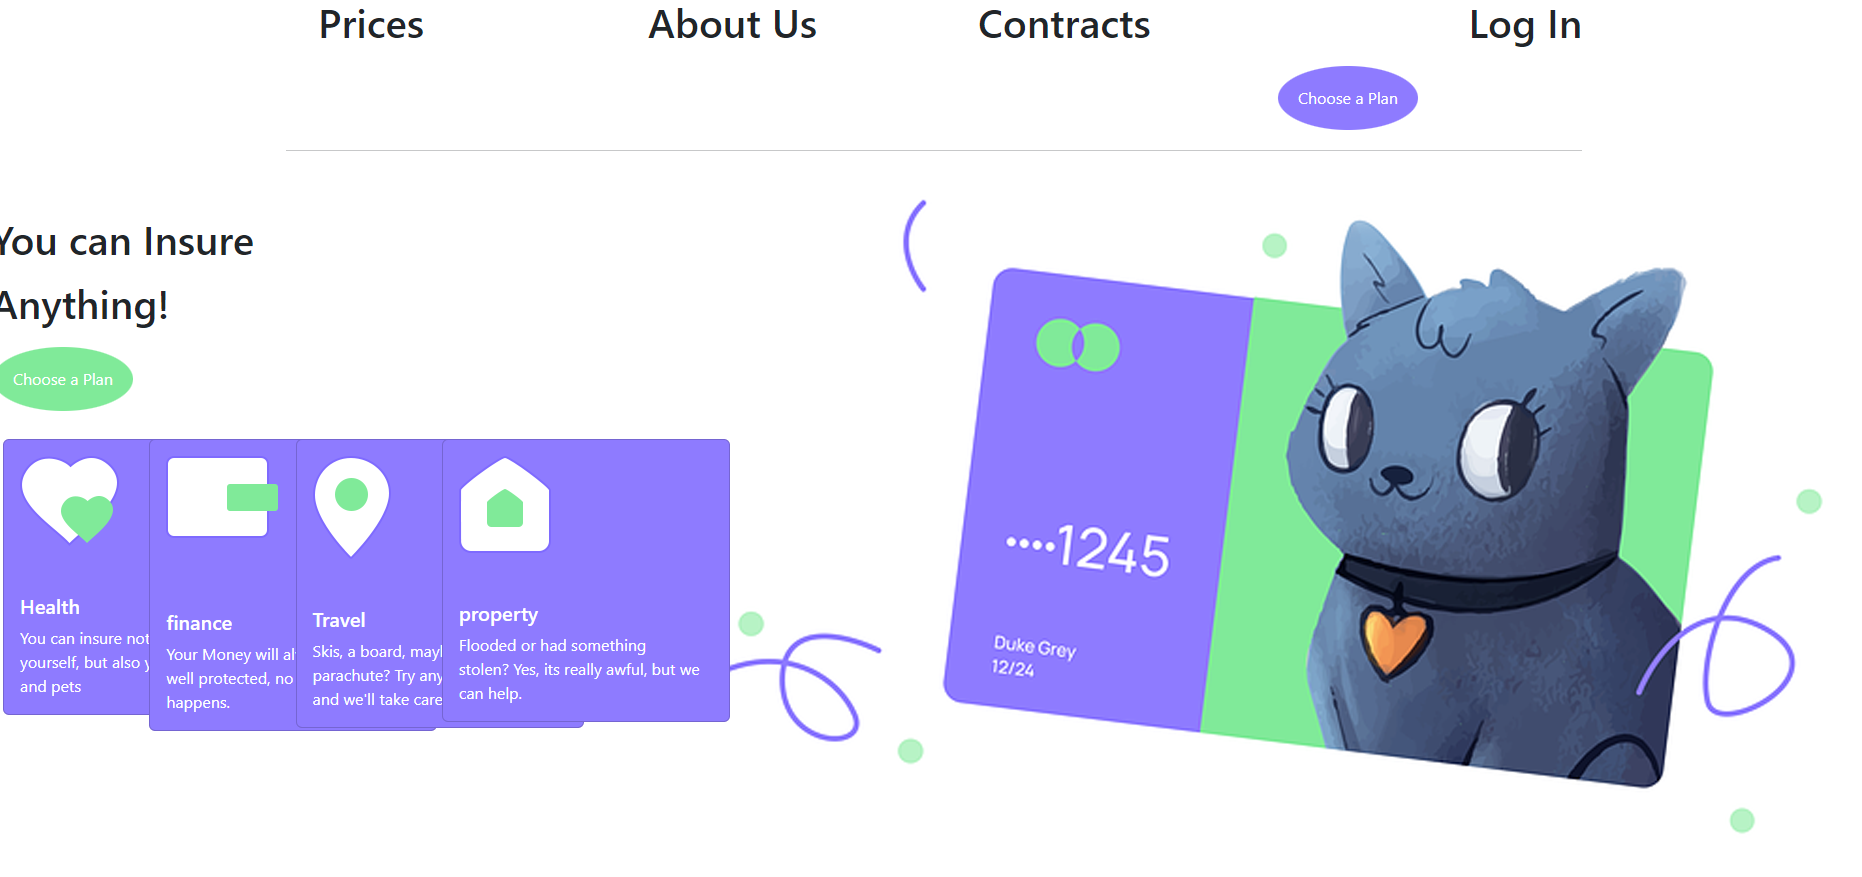 Prices
About Us
Contracts
Log In
Choose a Plan
You can Insure
Anything!
Choose a Plan
Health
You can insure not
yourself, but also
and pets
finance
Your Money will
well protected, no
happens.
Travel
Skis, a board,
parachute? Try any
and we'll take care
property
Flooded or had something
stolen? Yes, its really awful, but we
can help.
••••1245
Duke Grey
12/24